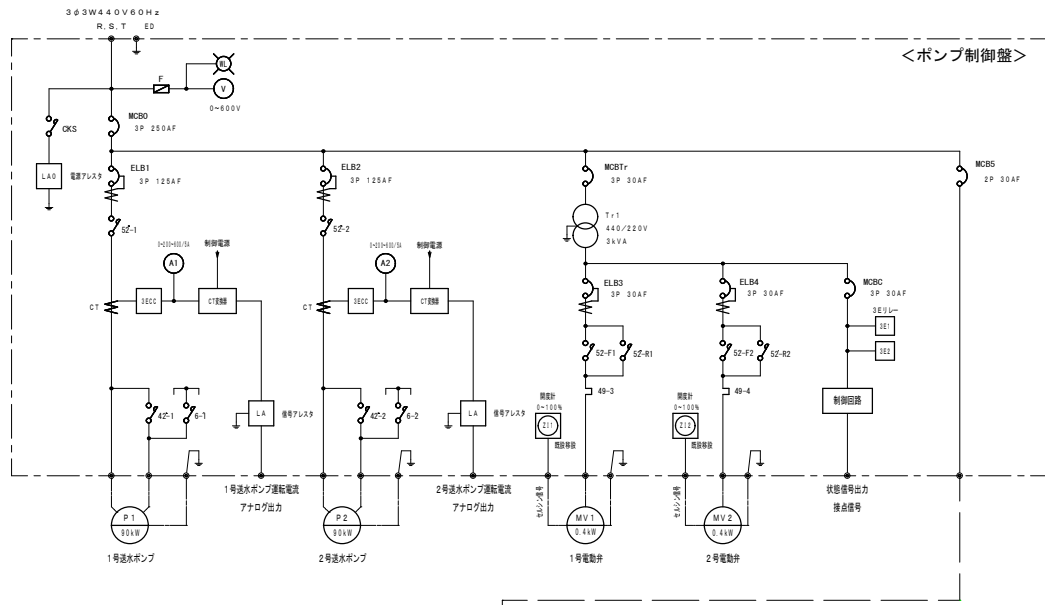 3φ3W440V60Hz
R.S.T ED
<ポンプ制御盤>
WL
F
V
0~600V
MCB0
3P 250AF
CKS
LA0
電源アレスタ
ELB1
3P 125AF
ELB2
3P 125AF
MCBTr
3P 30AF
MCB5
2P 30AF
52-1
52-2
Tr1
440/220V
3kVA
0-200-600/5A
制御電源
A1
0-200-600/5A
制御電源
A2
ELB3
3P 30AF
ELB4
3P 30AF
MCBC
3P 30AF
CT
3ECC
CT変換器
CT
3ECC
CT変換器
3Eリレー
3E1
3E2
52-F1
52-R1
52-F2
52-R2
49-3
49-4
制御回路
42-1
6-1
LA
信号アレスタ
42-2
6-2
LA
信号アレスタ
開度計
0~100%
ZI1
既設移設
開度計
0~100%
ZI2
既設移設
1号送水ポンプ運転電流
アナログ出力
2号送水ポンプ運転電流
アナログ出力
セルシン信号
セルシン信号
状態信号出力
接点信号
P1
90kW
P2
90kW
MV1
0.4kW
MV2
0.4kW
1号送水ポンプ
2号送水ポンプ
1号電動弁
2号電動弁